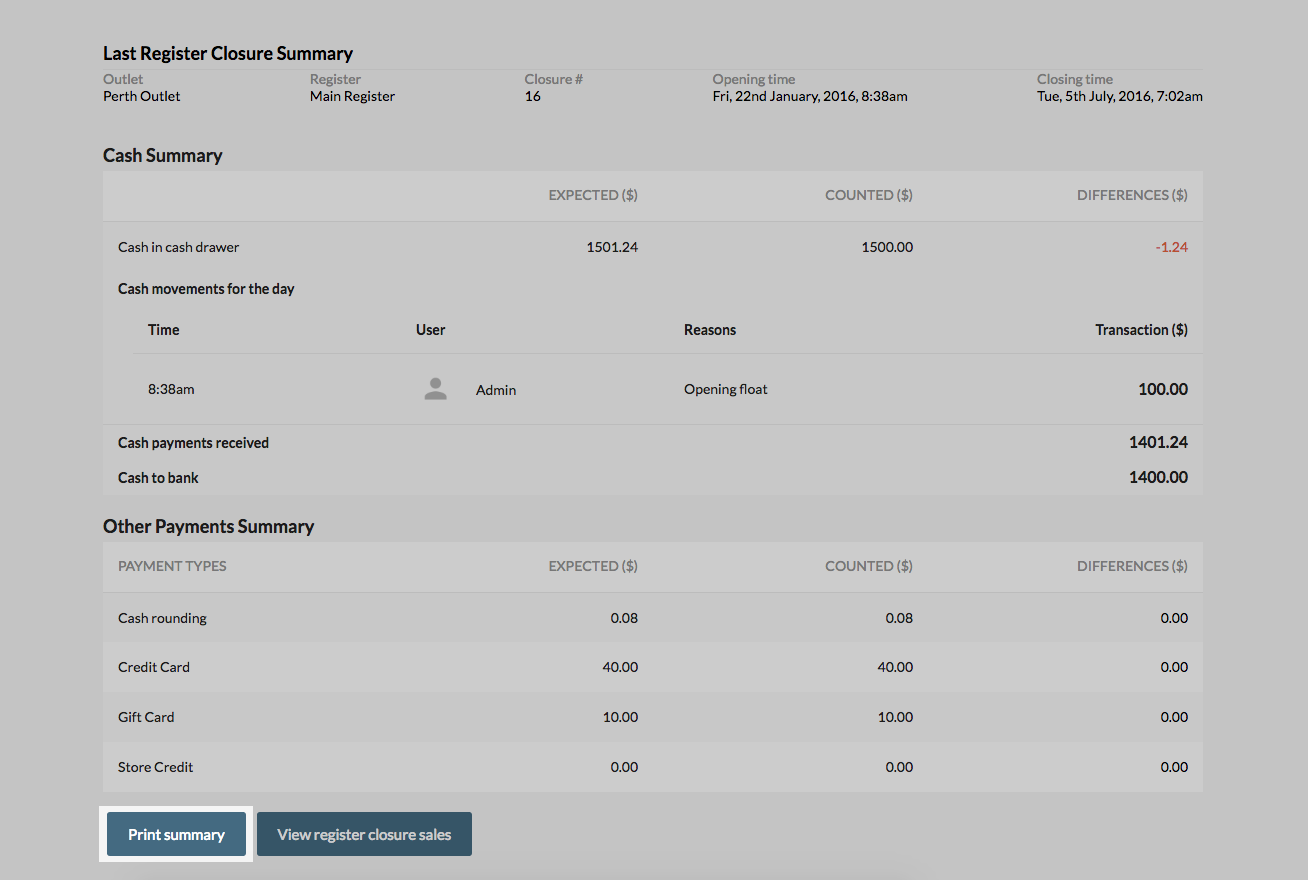 Last Register Closure Summary
Outlet Register Closure # Opening time Closing time
Perth Outlet Main Register 16 Fri, 22nd January, 2016, 8:38am Tue, 5th July, 2016, 7:02am
Cash Summary
EXPECTED ($) COUNTED ($) DIFFERENCES ($)
Cash in cash drawer 1501.24 1500.00 -1.24
Cash movements for the day
Time User Reasons Transaction ($)
8:38am Admin Opening float 100.00
Cash payments received 1401.24
Cash to bank 1400.00
Other Payments Summary
PAYMENT TYPES EXPECTED ($) COUNTED ($) DIFFERENCES ($)
Cash rounding 0.08 0.08 0.00
Credit Card 40.00 40.00 0.00
Gift Card 10.00 10.00 0.00
Store Credit 0.00 0.00 0.00
Print summary View register closure sales